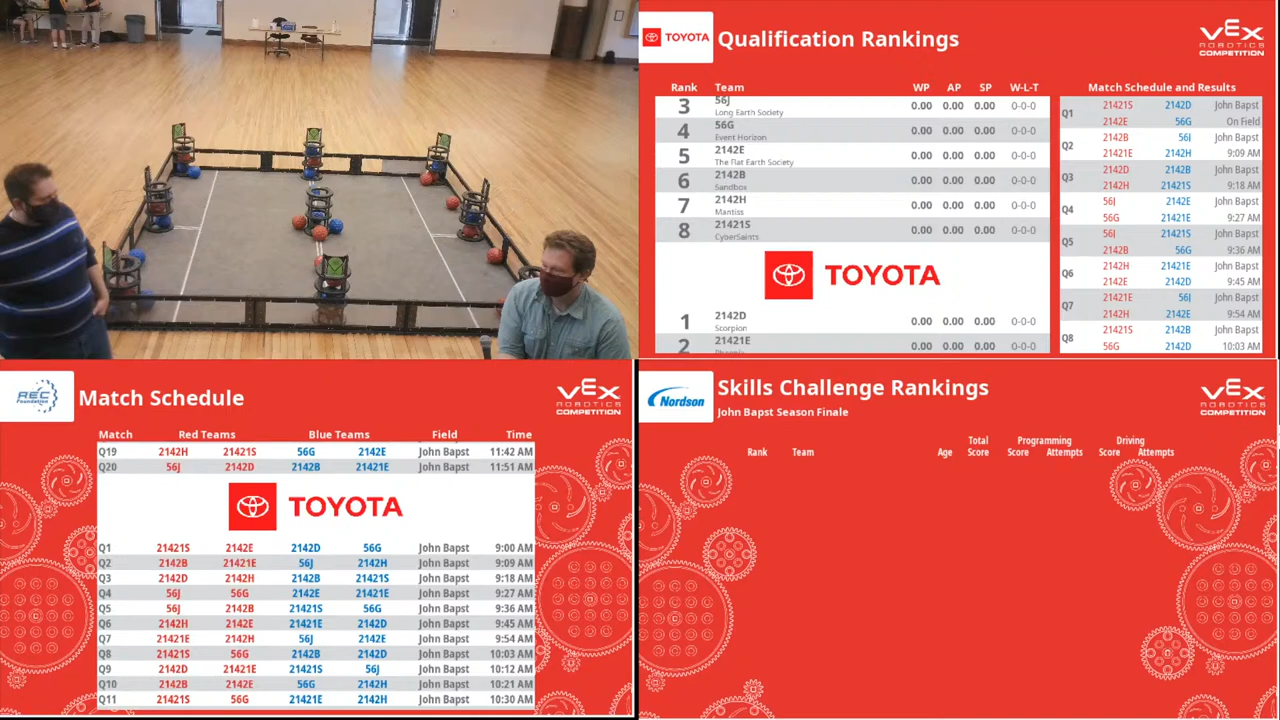 TOYOTA
Qualification Rankings
VEX
ROBOTICS
COMPETITION
Rank Team WP AP SP W-L-T
3 56J 0.00 0.00 0.00 0-0-0
Long Earth Society
4 56G 0.00 0.00 0.00 0-0-0
Event Horizon
5 2142E 0.00 0.00 0.00 0-0-0
The Flat Earth Society
6 2142B 0.00 0.00 0.00 0-0-0
Sandbox
7 2142H 0.00 0.00 0.00 0-0-0
Mantiss
8 21421S 0.00 0.00 0.00 0-0-0
CyberSaints
TOYOTA
1 2142D 0.00 0.00 0.00 0-0-0
Scorpion
2 21421E 0.00 0.00 0.00 0-0-0
Match Schedule and Results
Q1 21421S 2142D John Bapst
2142E 56G On Field
Q2 2142B 56J John Bapst
21421E 2142H 9:09 AM
Q3 2142D 2142B John Bapst
2142H 21421S 9:18 AM
Q4 56J 2142E John Bapst
56G 21421E 9:27 AM
Q5 56J 21421S John Bapst
2142B 56G 9:36 AM
Q6 2142H 21421E John Bapst
2142E 2142D 9:45 AM
Q7 21421E 56J John Bapst
2142H 2142E 9:54 AM
Q8 21421S 2142B John Bapst
56G 2142D 10:03 AM
REC
Foundation
Match Schedule
VEX
ROBOTICS
COMPETITION
Match Red Teams Blue Teams Field Time
Q19 2142H 21421S 56G 2142E John Bapst 11:42 AM
Q20 56J 2142D 2142B 21421E John Bapst 11:51 AM
TOYOTA
Q1 21421S 2142E 2142D 56G John Bapst 9:00 AM
Q2 2142B 21421E 56J 2142H John Bapst 9:09 AM
Q3 2142D 2142H 2142B 21421S John Bapst 9:18 AM
Q4 56J 56G 2142E 21421E John Bapst 9:27 AM
Q5 56J 2142B 21421S 56G John Bapst 9:36 AM
Q6 2142H 2142E 21421E 2142D John Bapst 9:45 AM
Q7 21421E 2142H 56J 2142E John Bapst 9:54 AM
Q8 21421S 56G 2142B 2142D John Bapst 10:03 AM
Q9 2142D 21421E 21421S 56J John Bapst 10:12 AM
Q10 2142B 2142E 56G 2142H John Bapst 10:21 AM
Q11 21421S 56G 21421E 2142H John Bapst 10:30 AM
Nordson
Skills Challenge Rankings
John Bapst Season Finale
VEX
ROBOTICS
COMPETITION
Total Programming Driving
Rank Team Age Score Score Attempts Score Attempts